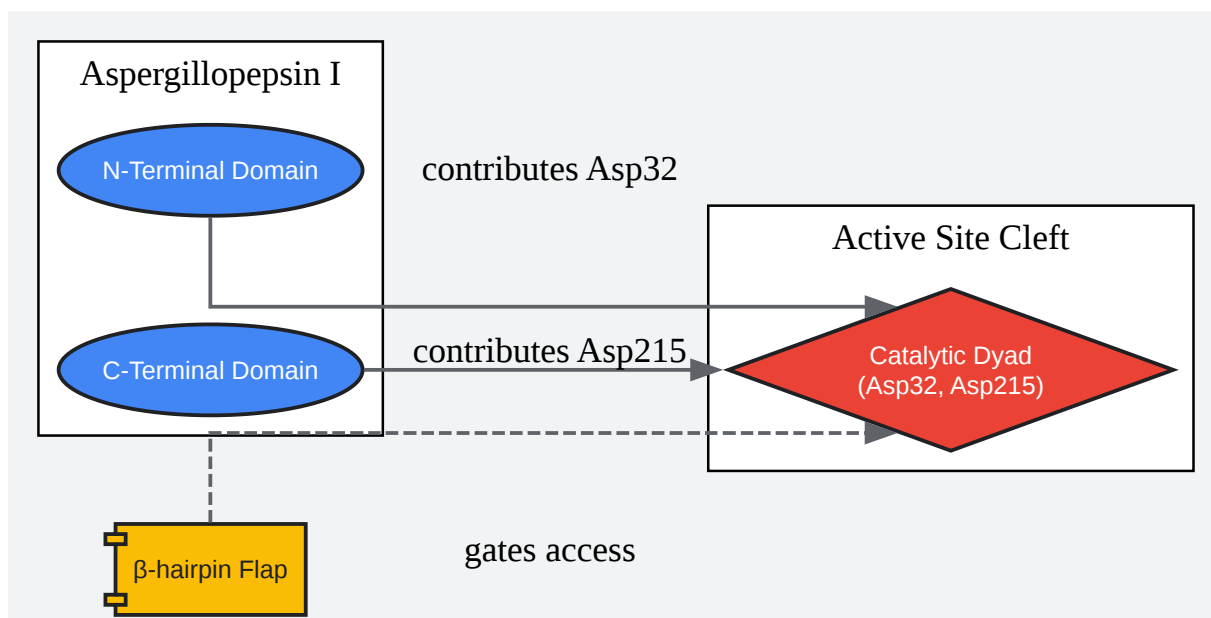 Aspergillopepsin I
N-Terminal Domain
contributes Asp32
Active Site Cleft
contributes Asp215
C-Terminal Domain
Catalytic Dyad
(Asp32, Asp215)
gates access
β-hairpin Flap